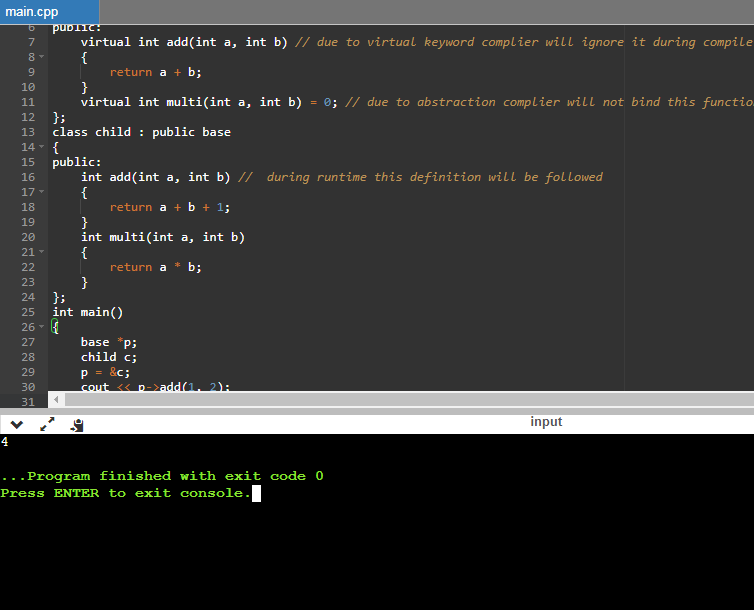 main.cpp
6 public:
7 virtual int add(int a, int b) // due to virtual keyword complier will ignore it during compile
8 {
9 return a + b;
10 }
11 virtual int multi(int a, int b) = 0; // due to abstraction complier will not bind this functio
12 };
13 class child : public base
14 {
15 public:
16 int add(int a, int b) // during runtime this definition will be followed
17 {
18 return a + b + 1;
19 }
20 int multi(int a, int b)
21 {
22 return a * b;
23 }
24 };
25 int main()
26 {
27 base *p;
28 child c;
29 p = &c;
30 cout << p->add(1, 2);
31
input
4
...Program finished with exit code 0
Press ENTER to exit console.